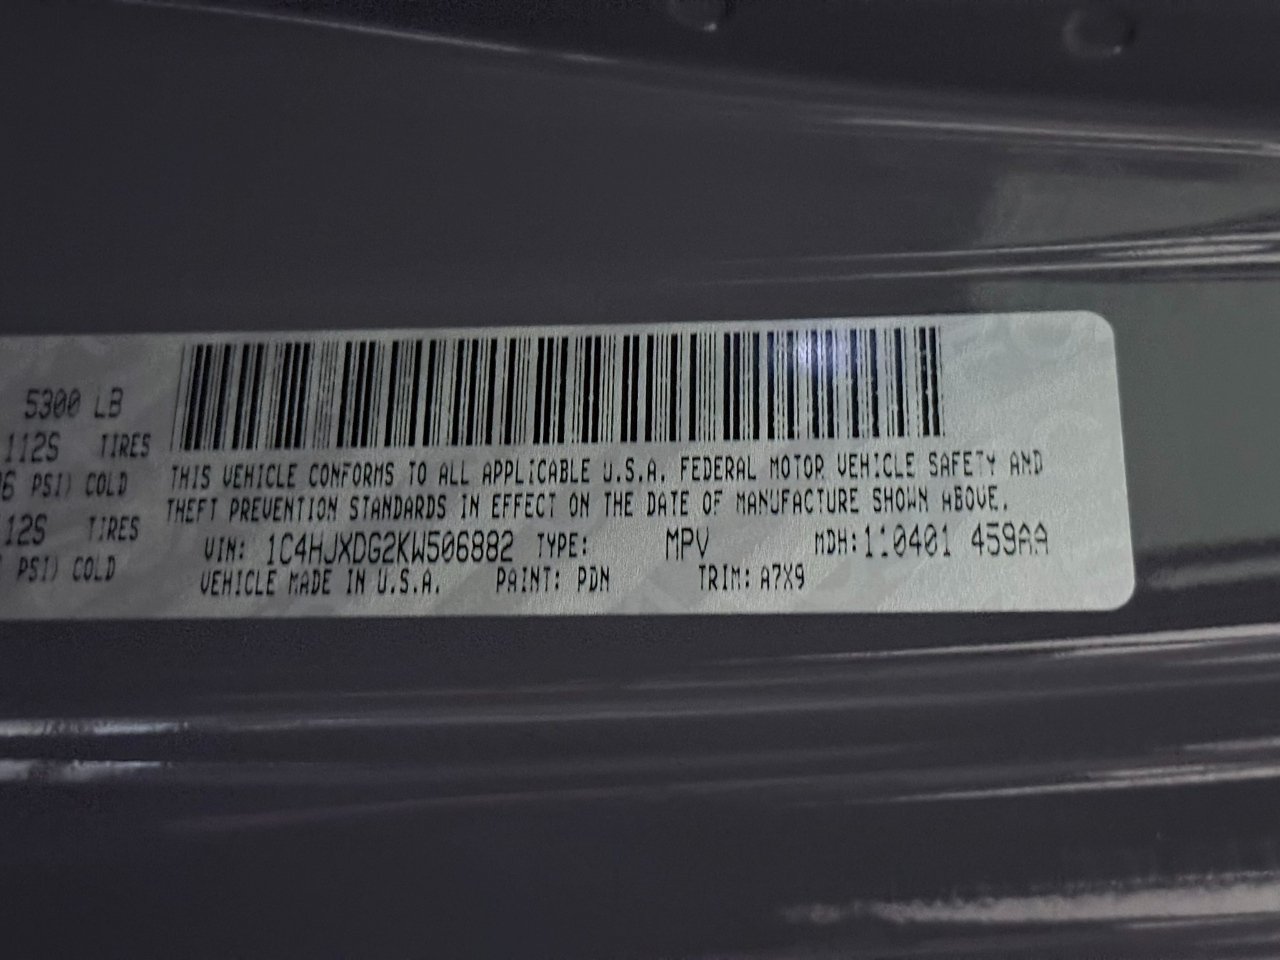 5300 LB
112S TIRES
06 PSI) COLD
12S TIRES
PSI) COLD
THIS VEHICLE CONFORMS TO ALL APPLICABLE U.S.A. FEDERAL MOTOR VEHICLE SAFETY AND
THEFT PREVENTION STANDARDS IN EFFECT ON THE DATE OF MANUFACTURE SHOWN ABOVE.
VIN: 1C4HJXDG2KW506882 TYPE: MPV MDH: 110401 459AA
VEHICLE MADE IN U.S.A. PAINT: PDN TRIM: A7X9